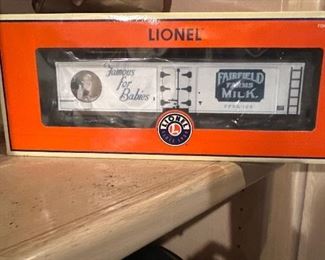 LIONEL
Famous
for
Babies
FAIRFIELD
FARMS
MILK.
LIONEL
L